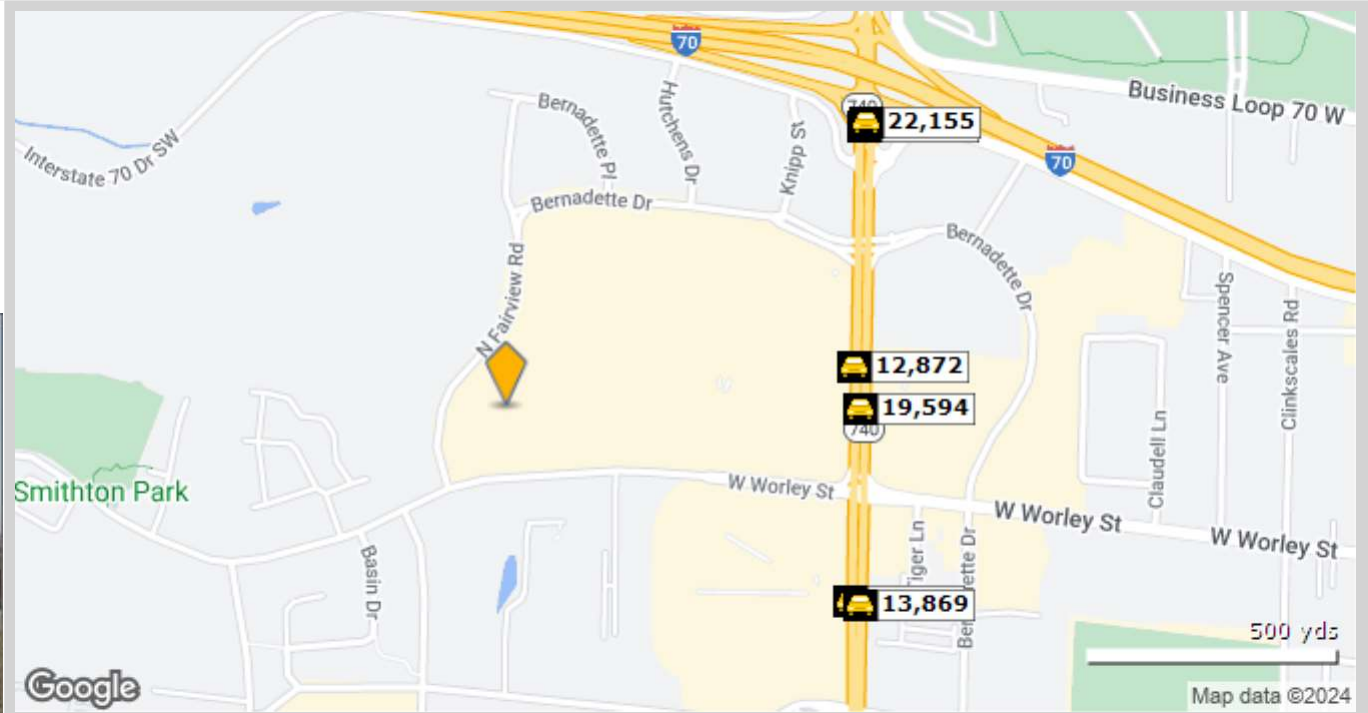 70
Business Loop 70 W
740
22,155
Interstate 70 Dr SW
Bernadette Pl
Hutchens Dr
Knipp St
70
Bernadette Dr
Bernadette Dr
N Fairview Rd
Spencer Ave
Clinkscales Rd
12,872
19,594
740
Claudell Ln
Smithton Park
W Worley St
W Worley St
W Worley St
Basin Dr
Tiger Ln
13,869
500 yds
Google
Map data ©2024